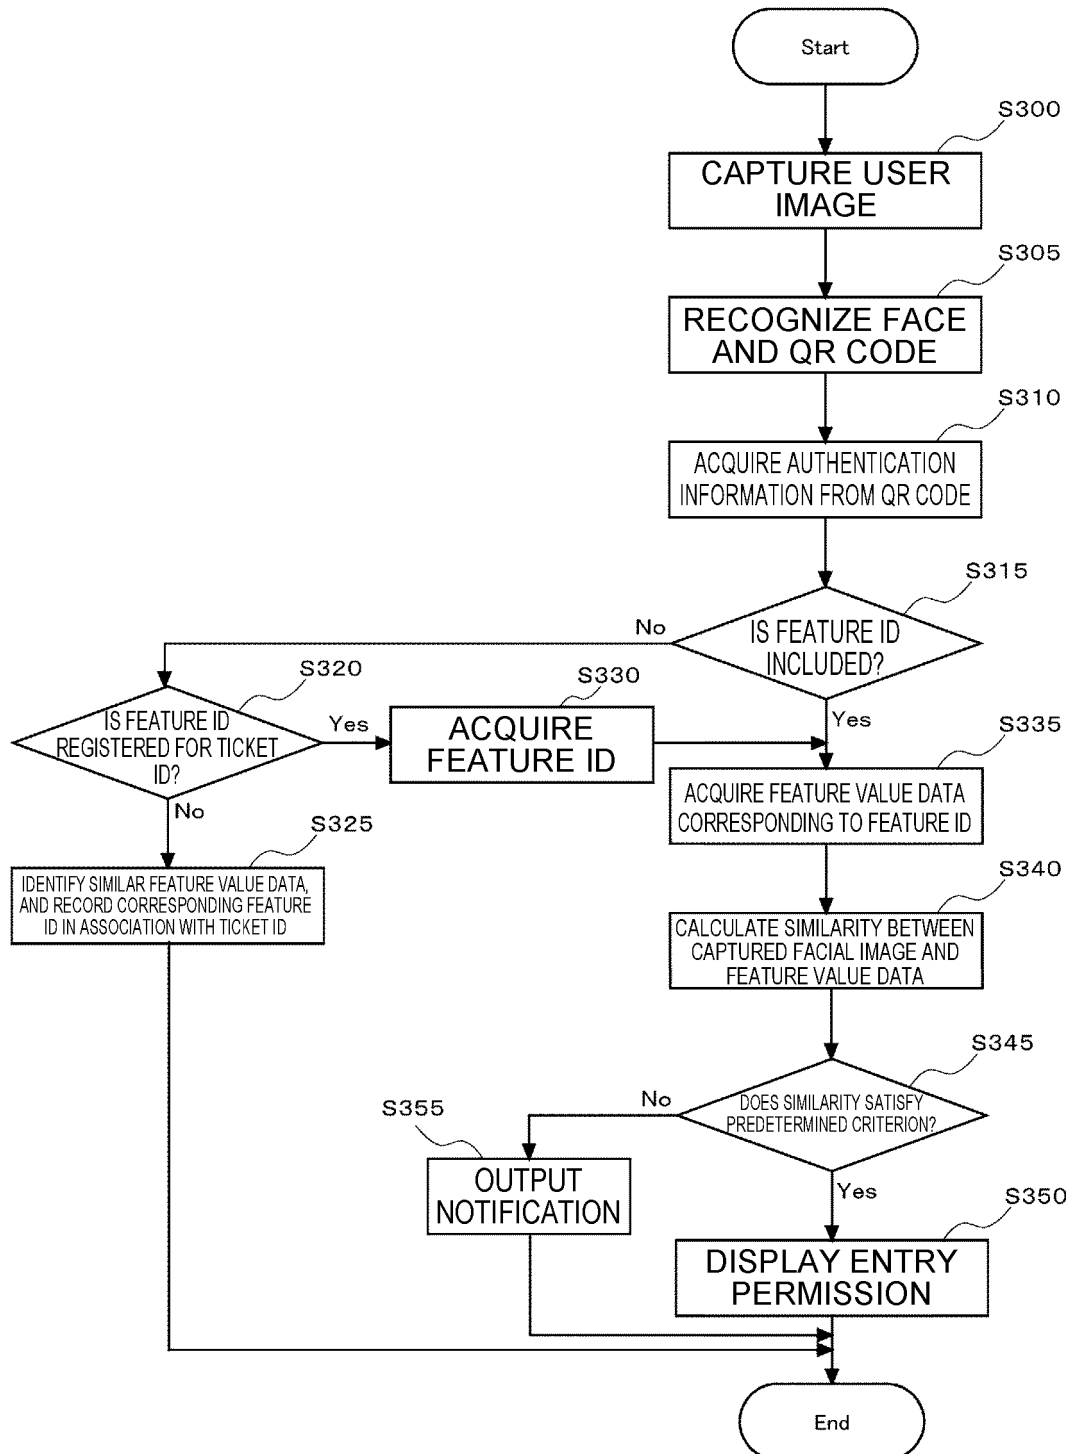 Start
S300
CAPTURE USER
IMAGE
S305
RECOGNIZE FACE
AND QR CODE
S310
ACQUIRE AUTHENTICATION
INFORMATION FROM QR CODE
S315
IS FEATURE ID
INCLUDED?
No
Yes
S320
IS FEATURE ID
REGISTERED FOR TICKET
ID?
Yes
No
S330
ACQUIRE
FEATURE ID
S325
IDENTIFY SIMILAR FEATURE VALUE DATA,
AND RECORD CORRESPONDING FEATURE
ID IN ASSOCIATION WITH TICKET ID
S335
ACQUIRE FEATURE VALUE DATA
CORRESPONDING TO FEATURE ID
S340
CALCULATE SIMILARITY BETWEEN
CAPTURED FACIAL IMAGE AND
FEATURE VALUE DATA
S345
DOES SIMILARITY SATISFY
PREDETERMINED CRITERION?
No
Yes
S355
OUTPUT
NOTIFICATION
S350
DISPLAY ENTRY
PERMISSION
End